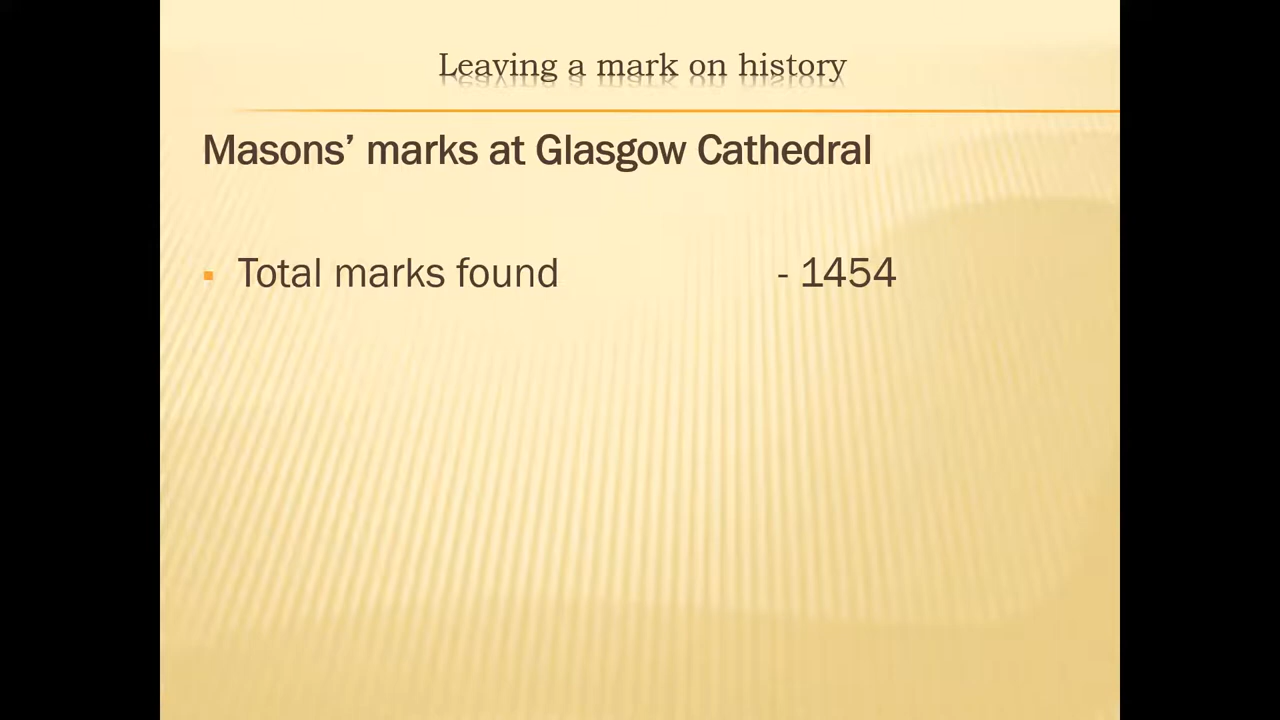 Leaving a mark on history
Masons’ marks at Glasgow Cathedral
Total marks found - 1454